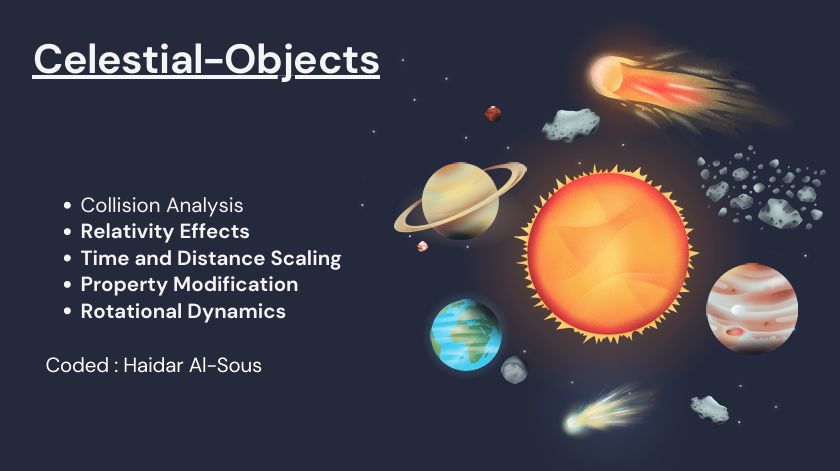 Celestial-Objects
• Collision Analysis
• Relativity Effects
• Time and Distance Scaling
• Property Modification
• Rotational Dynamics
Coded : Haidar Al-Sous